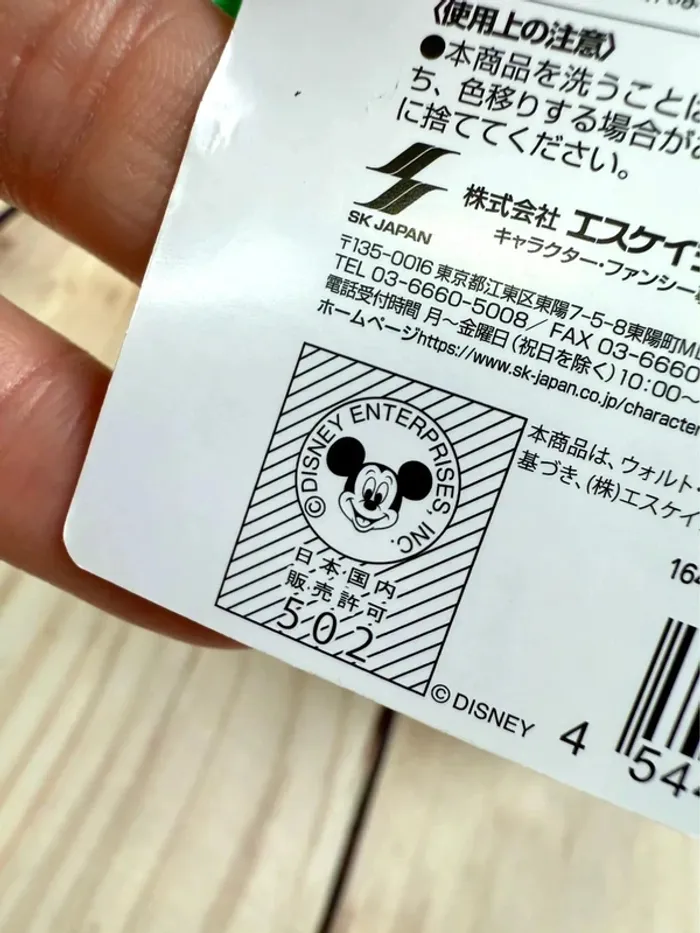 〈使用上の注意〉
●本商品を洗うことは
ち、色移りする場合が
に捨ててください。
SK JAPAN
株式会社 エスケイ
キャラクター・ファンシー
〒135-0016 東京都江東区東陽7-5-8東陽町
TEL 03-6660-5008/FAX 03-6660
電話受付時間 月～金曜日(祝日を除く)10:00～
ホームページhttps://www.sk-japan.co.jp/character
© DISNEY ENTERPRISES, INC.
日本国内
販売許可
502
本商品は、ウォルト・
基づき、(株)エスケイ
16
© DISNEY
4 54